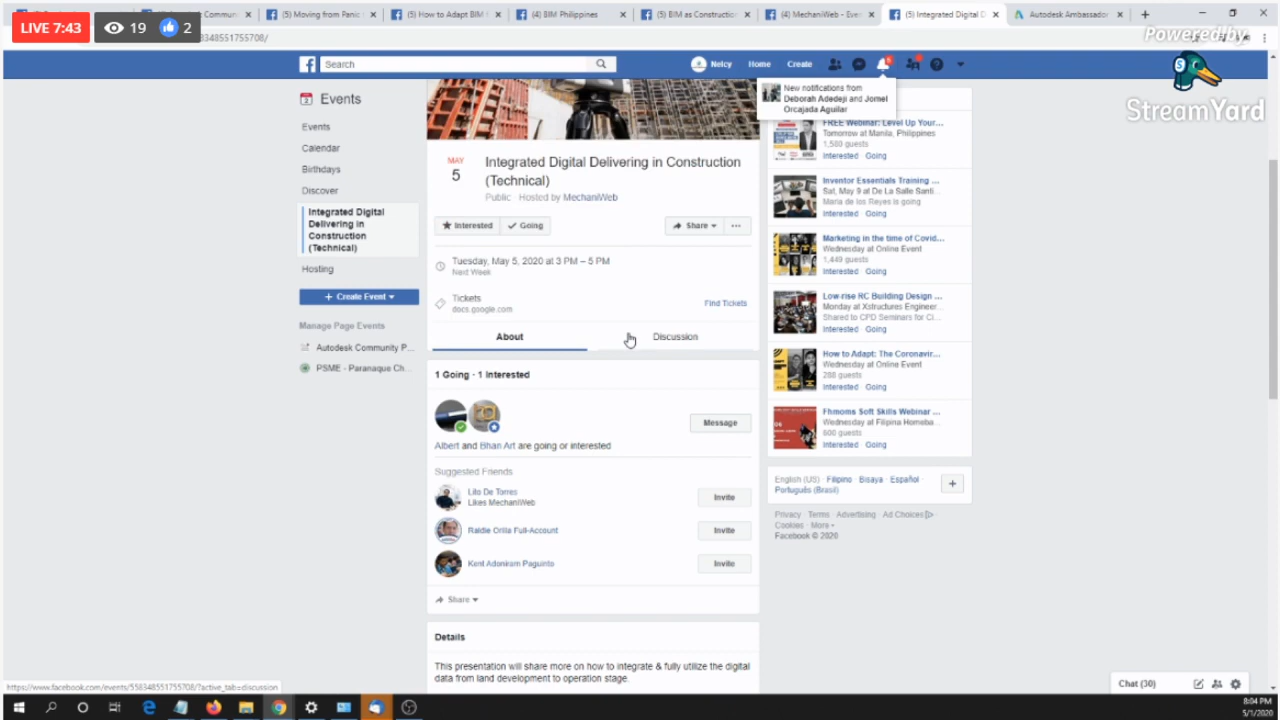 LIVE 7:43
19
2
(5) Moving from Panic
(5) How to Adapt BIM
(4) BIM Philippines
(5) BIM as Construction
(4) MechaniWeb - Even
(5) Integrated Digital D
Autodesk Ambassador
348551755708/
Powered by
StreamYard
Search
Nelcy
Home
Create
New notifications from
Deborah Adedeji and Jomel
Orcajada Aguilar
Events
Events
Calendar
Birthdays
Discover
Integrated Digital
Delivering in
Construction
(Technical)
Hosting
+ Create Event
Manage Page Events
Autodesk Community P...
PSME - Paranaque Ch...
MAY
5
Integrated Digital Delivering in Construction
(Technical)
Public · Hosted by MechaniWeb
Interested
Going
Share
Tuesday, May 5, 2020 at 3 PM – 5 PM
Next Week
Tickets
docs.google.com
Find Tickets
About
Discussion
1 Going · 1 Interested
Message
Albert and Bhan Art are going or interested
Suggested Friends
Lilo De Torres
Likes MechaniWeb
Invite
Raldie Orilla Full-Account
Invite
Kent Adoniram Paguinto
Invite
Share
Details
This presentation will share more on how to integrate & fully utilize the digital
data from land development to operation stage.
FREE Webinar: Level Up Your...
Tomorrow at Manila, Philippines
1,580 guests
Interested · Going
Inventor Essentials Training ...
Sat, May 9 at De La Salle Santi...
Maria de los Reyes is going
Interested · Going
Marketing in the time of Covid...
Wednesday at Online Event
1,449 guests
Interested · Going
Low-rise RC Building Design ...
Monday at Xstructures Engineer...
Shared to CPD Seminars for Ci...
Interested · Going
How to Adapt: The Coronavir...
Wednesday at Online Event
288 guests
Interested · Going
Fhmoms Soft Skills Webinar ...
Wednesday at Filipina Homeba...
600 guests
Interested · Going
English (US) · Filipino · Bisaya · Español ·
Português (Brasil)
Privacy · Terms · Advertising · Ad Choices
Cookies · More
Facebook © 2020
Chat (30)
https://www.facebook.com/events/558348551755708/?active_tab=discussion
8:04 PM
5/1/2020